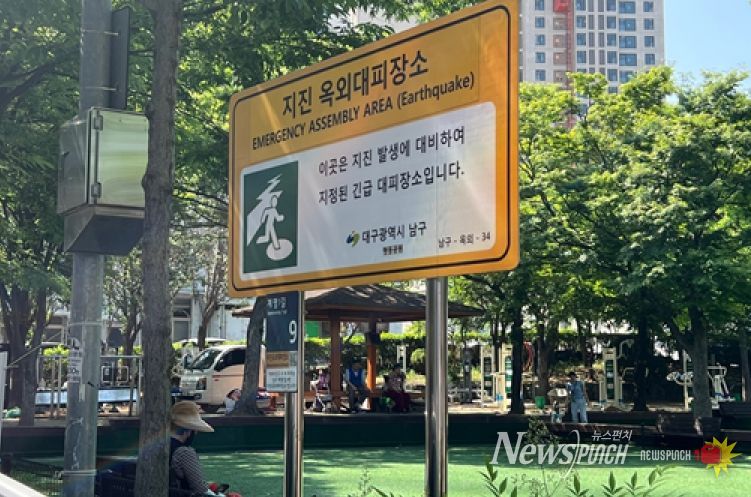 지진 옥외대피장소
EMERGENCY ASSEMBLY AREA (Earthquake)
이곳은 지진 발생에 대비하여
지정된 긴급 대피장소입니다.
대구광역시 남구
남구 - 옥외 - 34
9
뉴스펀치
NEWSPUNCH
NEWSPUNCH